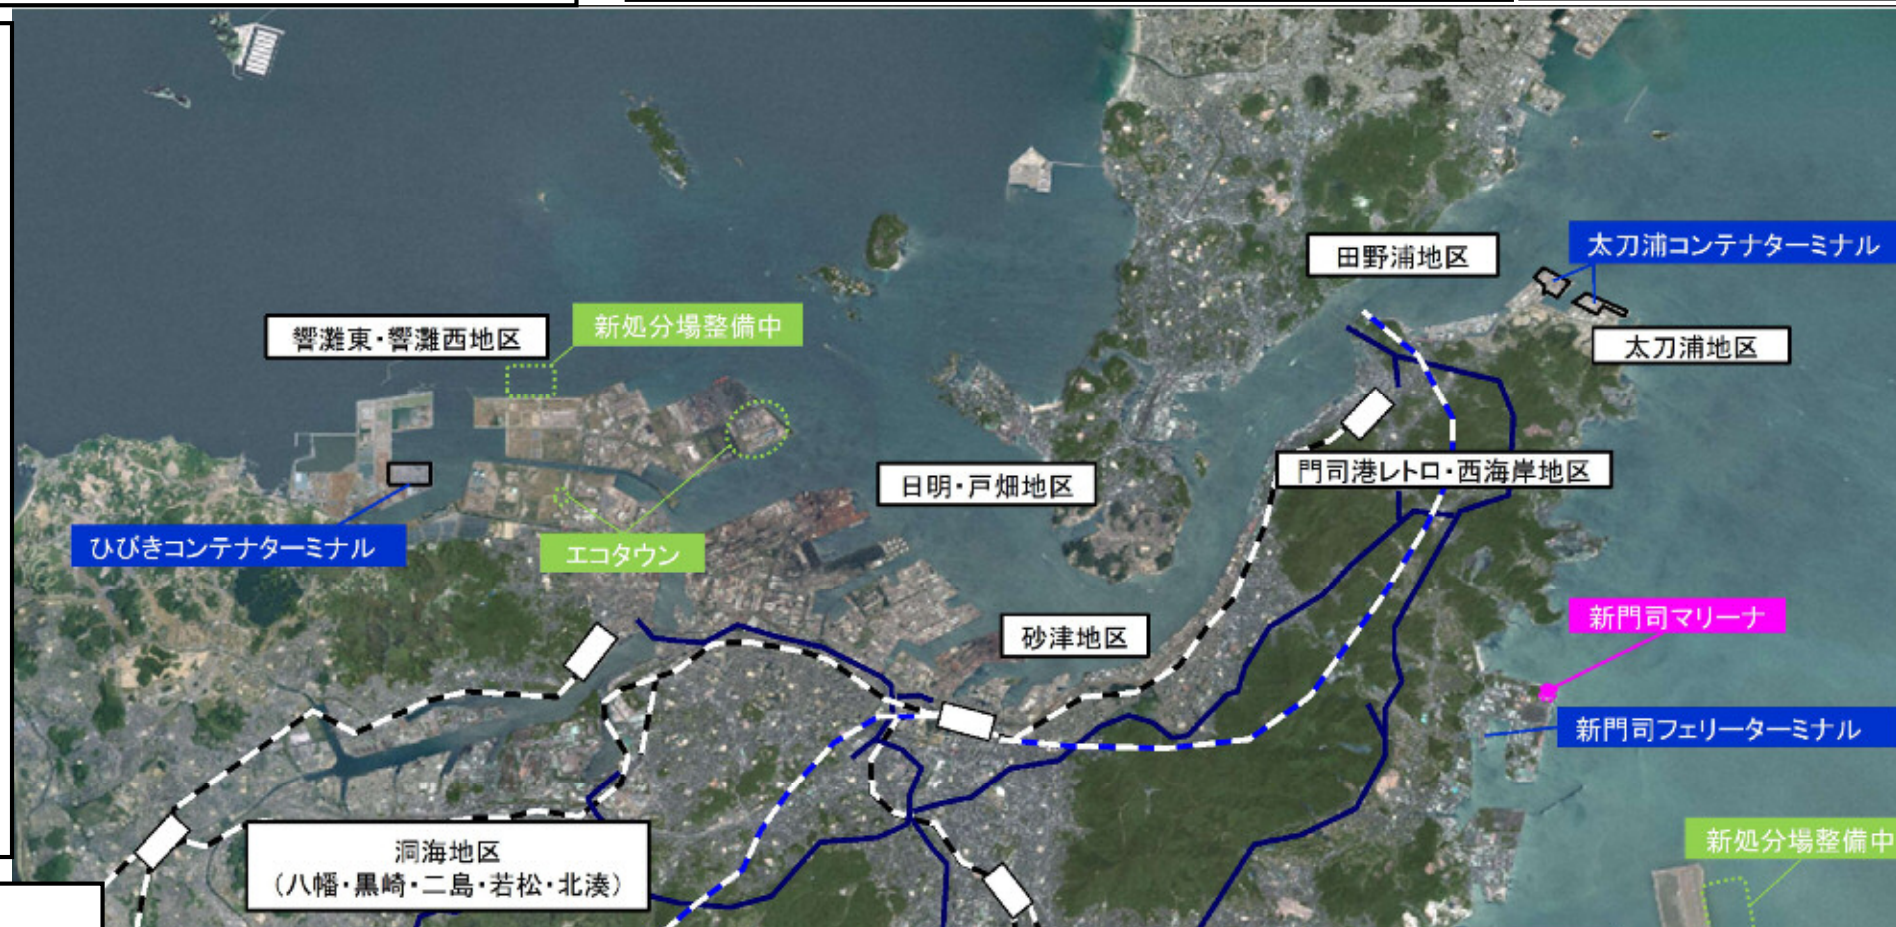 田野浦地区
太刀浦コンテナターミナル
太刀浦地区
響灘東・響灘西地区
新処分場整備中
日明・戸畑地区
門司港レトロ・西海岸地区
ひびきコンテナターミナル
エコタウン
砂津地区
新門司マリーナ
新門司フェリーターミナル
新処分場整備中
洞海地区
（八幡・黒崎・二島・若松・北湊）